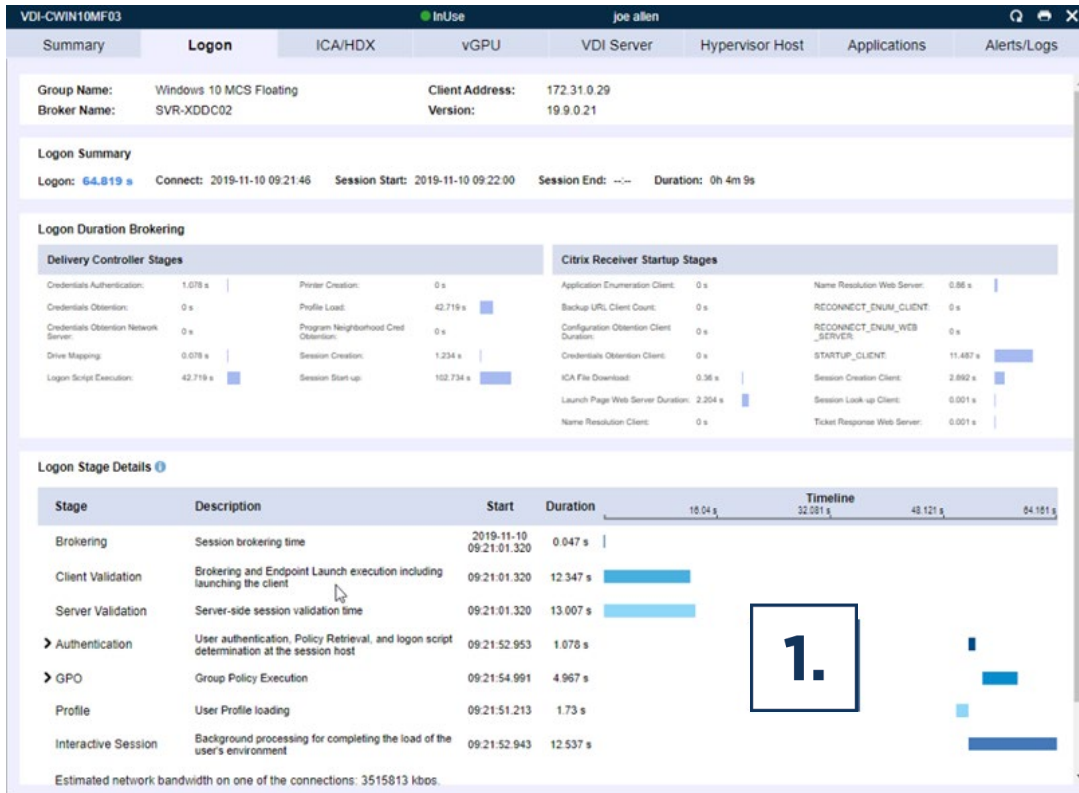 VDI-CWIN10MF03 InUse joe allen
Summary Logon ICA/HDX vGPU VDI Server Hypervisor Host Applications Alerts/Logs
Group Name: Windows 10 MCS Floating Client Address: 172.31.0.29
Broker Name: SVR-XDDC02 Version: 19.9.0.21
Logon Summary
Logon: 64.819 s Connect: 2019-11-10 09:21:46 Session Start: 2019-11-10 09:22:00 Session End: --:-- Duration: 0h 4m 9s
Logon Duration Brokering
Delivery Controller Stages
Credentials Authentication: 1.078 s Printer Creation: 0 s
Credentials Obtention: 0 s Profile Load: 42.719 s
Credentials Obtention Network Server: 0 s Program Neighborhood Cred Obtention: 0 s
Drive Mapping: 0.078 s Session Creation: 1.234 s
Logon Script Execution: 42.719 s Session Start up: 102.734 s
Citrix Receiver Startup Stages
Application Enumeration Client: 0 s Name Resolution Web Server: 0.86 s
Backup URL Client Count: 0 s RECONNECT_ENUM_CLIENT: 0 s
Configuration Obtention Client Duration: 0 s RECONNECT_ENUM_WEB _SERVER: 0 s
Credentials Obtention Client: 0 s STARTUP_CLIENT: 11.487 s
ICA File Download: 0.36 s Session Creation Client: 2.892 s
Launch Page Web Server Duration: 2.204 s Session Look-up Client: 0.001 s
Name Resolution Client: 0 s Ticket Response Web Server: 0.001 s
Logon Stage Details
Stage Description Start Duration Timeline
16.04 s 32.081 s 48.121 s 64.161 s
Brokering Session brokering time 2019-11-10 09:21:01.320 0.047 s
Client Validation Brokering and Endpoint Launch execution including launching the client 09:21:01.320 12.347 s
Server Validation Server-side session validation time 09:21:01.320 13.007 s
Authentication User authentication, Policy Retrieval, and logon script determination at the session host 09:21:52.953 1.078 s
GPO Group Policy Execution 09:21:54.991 4.967 s
Profile User Profile loading 09:21:51.213 1.73 s
Interactive Session Background processing for completing the load of the user's environment 09:21:52.943 12.537 s
Estimated network bandwidth on one of the connections: 3515813 kbps.
1.